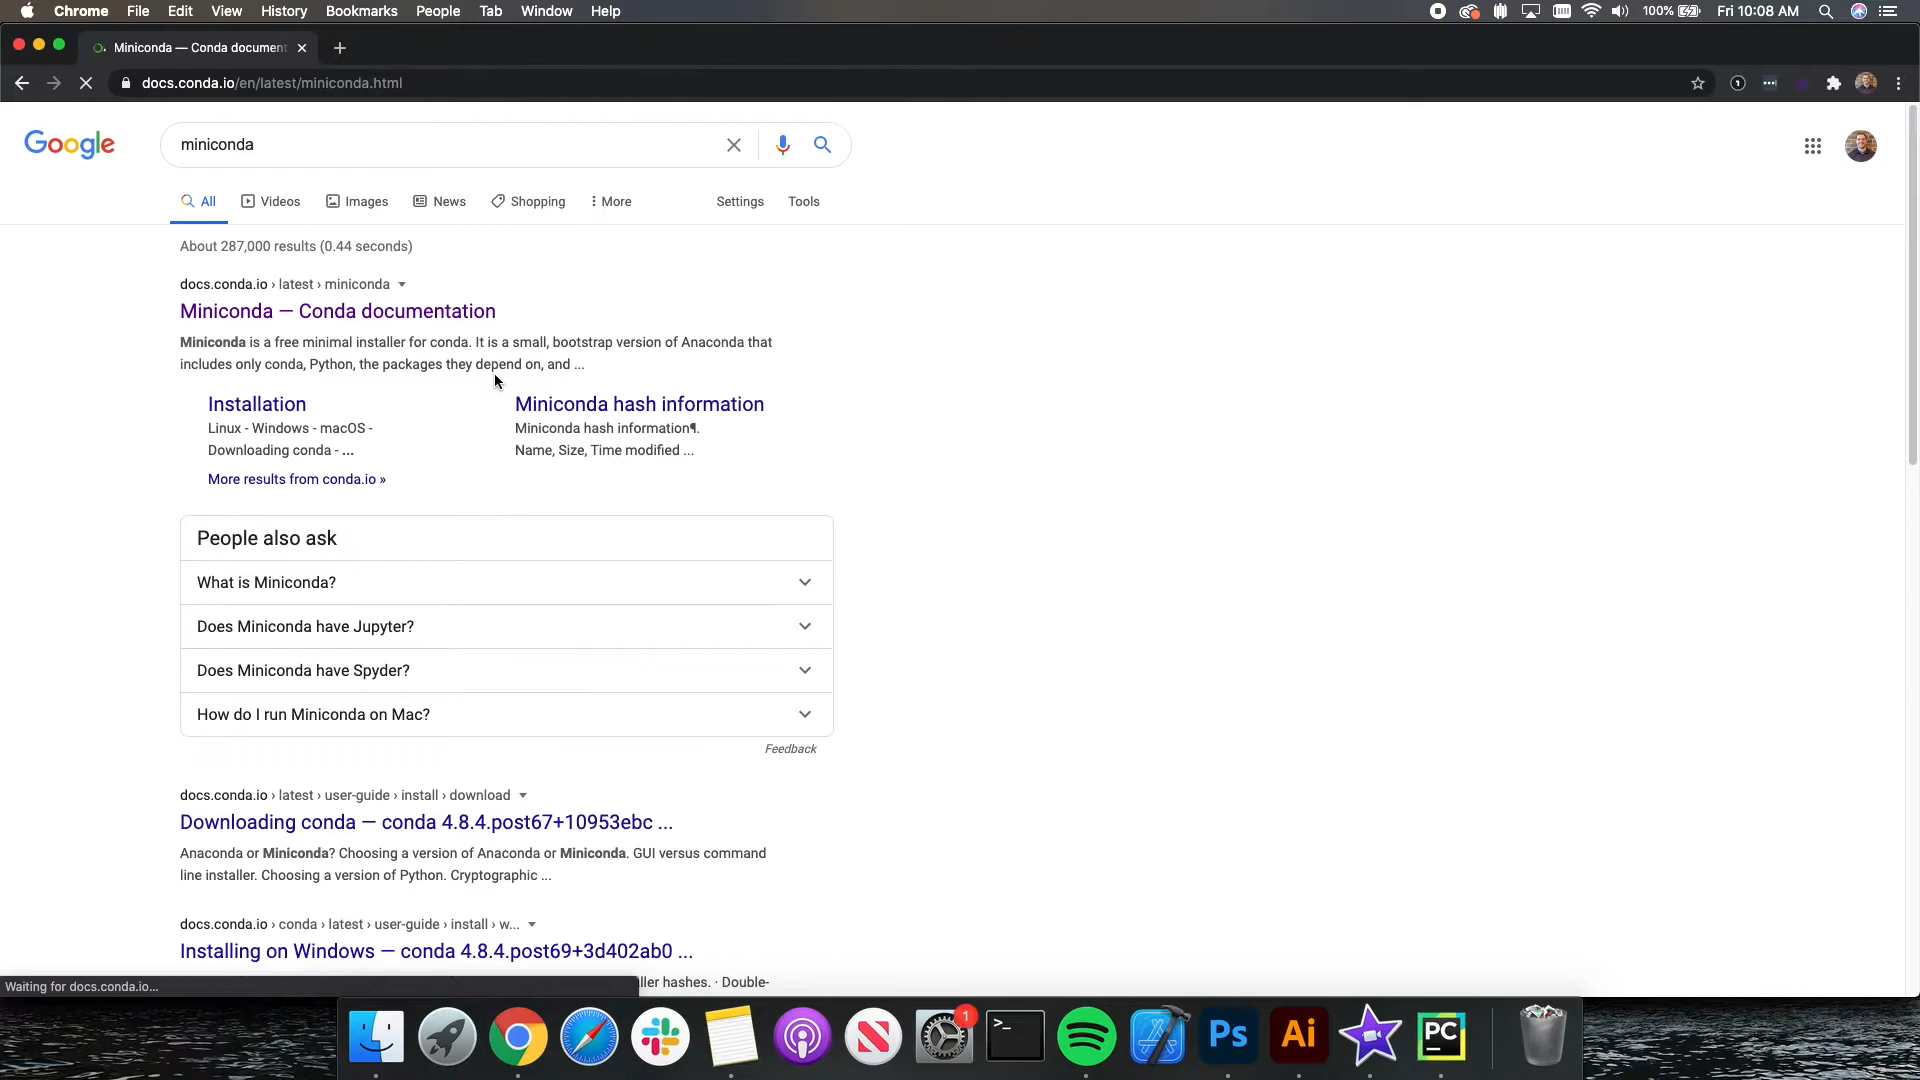 Chrome File Edit View History Bookmarks People Tab Window Help 100% Fri 10:08 AM
Miniconda — Conda document
docs.conda.io/en/latest/miniconda.html
Google
miniconda
All Videos Images News Shopping More Settings Tools
About 287,000 results (0.44 seconds)
docs.conda.io › latest › miniconda
Miniconda — Conda documentation
Miniconda is a free minimal installer for conda. It is a small, bootstrap version of Anaconda that
includes only conda, Python, the packages they depend on, and ...
Installation
Linux - Windows - macOS -
Downloading conda - ...
Miniconda hash information
Miniconda hash information¶.
Name, Size, Time modified ...
More results from conda.io »
People also ask
What is Miniconda?
Does Miniconda have Jupyter?
Does Miniconda have Spyder?
How do I run Miniconda on Mac?
Feedback
docs.conda.io › latest › user-guide › install › download
Downloading conda — conda 4.8.4.post67+10953ebc ...
Anaconda or Miniconda? Choosing a version of Anaconda or Miniconda. GUI versus command
line installer. Choosing a version of Python. Cryptographic ...
docs.conda.io › conda › latest › user-guide › install › w...
Installing on Windows — conda 4.8.4.post69+3d402ab0 ...
ller hashes. · Double-
Waiting for docs.conda.io...
1
>_
Ps
Ai
PC